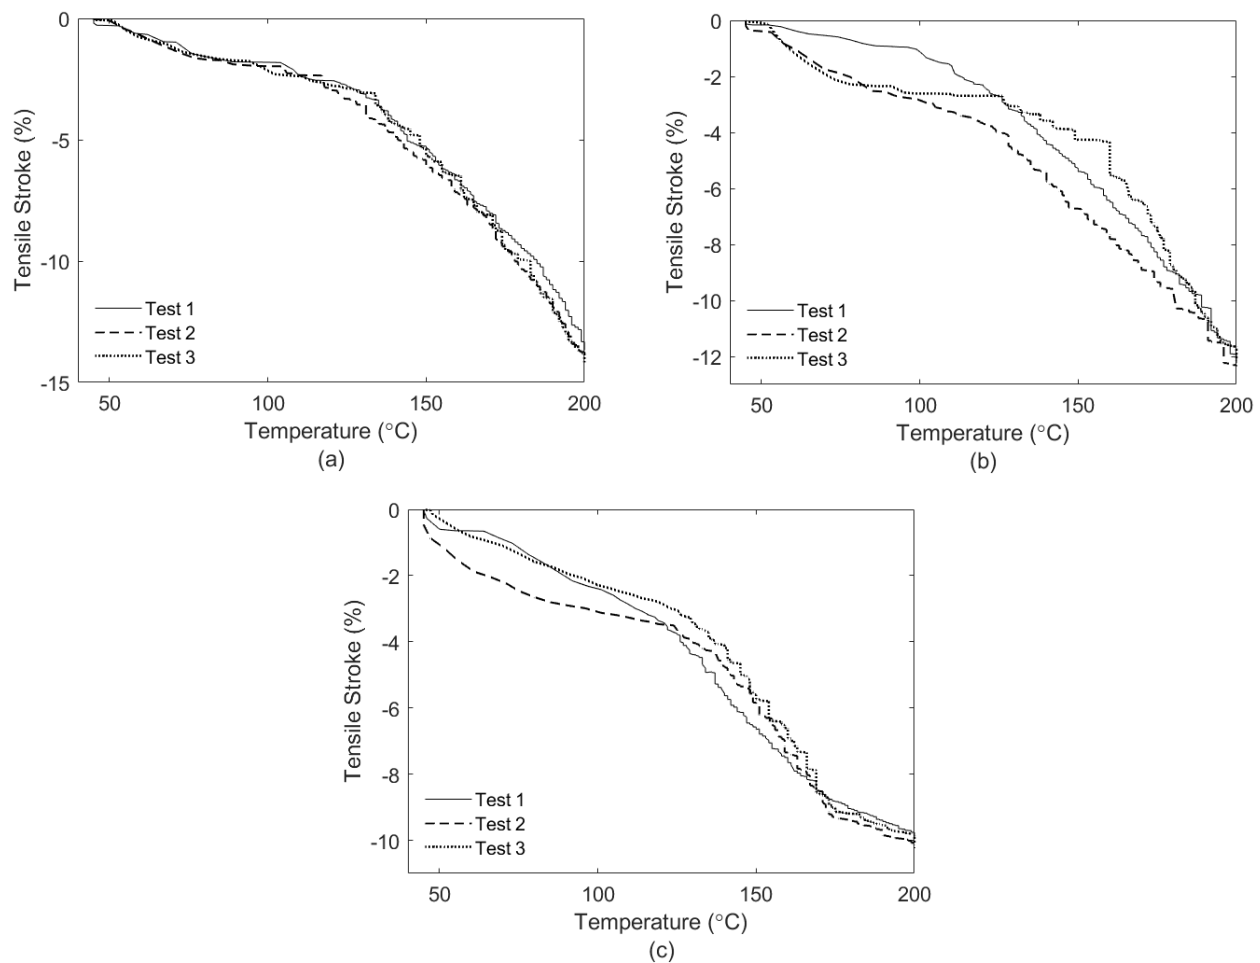 0
-5
-10
-15
Tensile Stroke (%)
Test 1
Test 2
Test 3
50 100 150 200
Temperature (°C)
(a)
0
-2
-4
-6
-8
-10
-12
Tensile Stroke (%)
Test 1
Test 2
Test 3
50 100 150 200
Temperature (°C)
(b)
0
-2
-4
-6
-8
-10
Tensile Stroke (%)
Test 1
Test 2
Test 3
50 100 150 200
Temperature (°C)
(c)